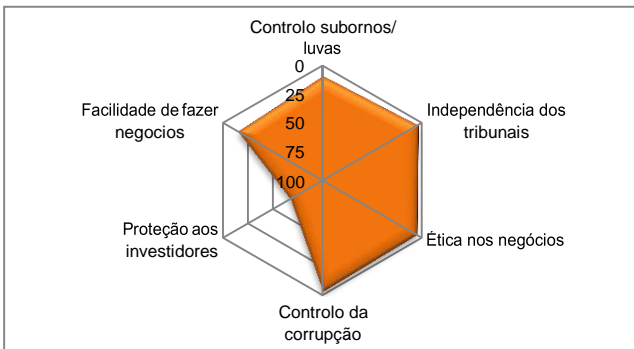 Controlo subornos/
luvas
0
25
50
75
100
Facilidade de fazer
negocios
Independência dos
tribunais
Proteção aos
investidores
Ética nos negócios
Controlo da
corrupção